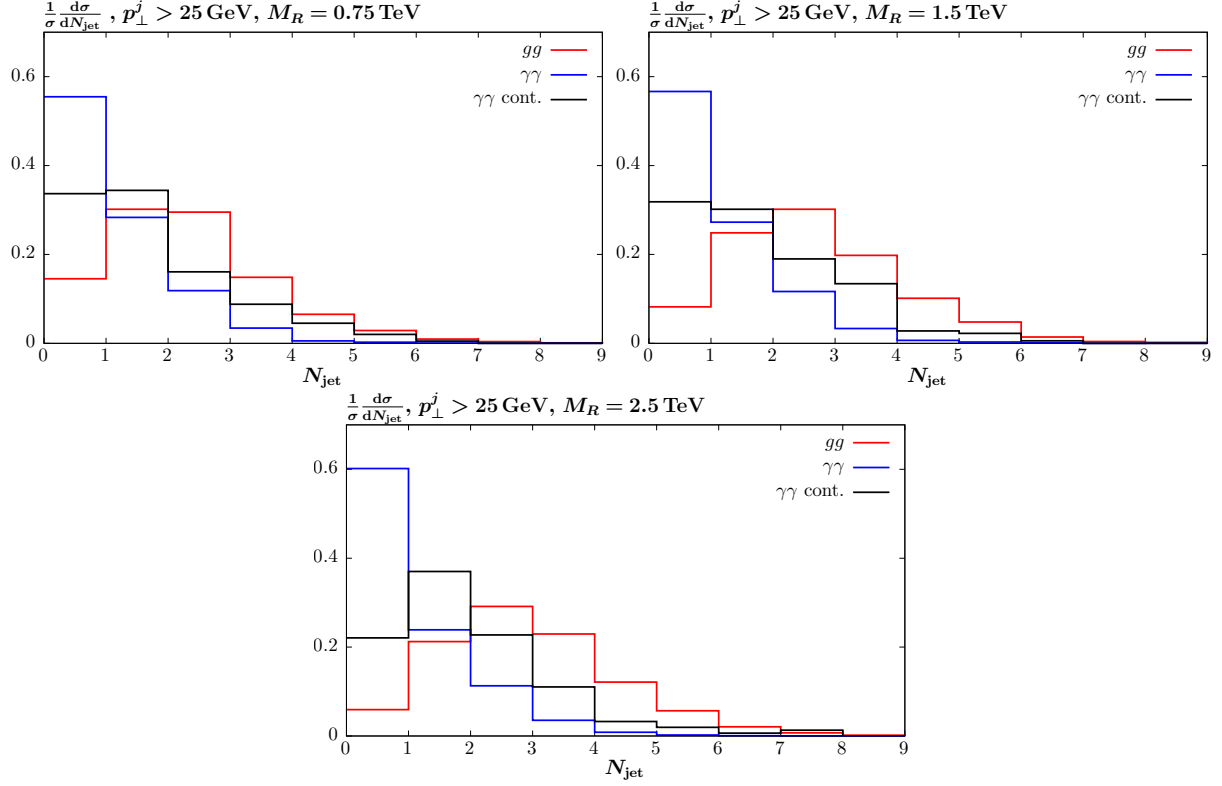 1/σ dσ/dN_jet , p_⊥^j > 25 GeV, M_R = 0.75 TeV
gg
γγ
γγ cont.
0.6
0.4
0.2
0
0 1 2 3 4 5 6 7 8 9
N_jet
1/σ dσ/dN_jet, p_⊥^j > 25 GeV, M_R = 1.5 TeV
gg
γγ
γγ cont.
0.6
0.4
0.2
0
0 1 2 3 4 5 6 7 8 9
N_jet
1/σ dσ/dN_jet, p_⊥^j > 25 GeV, M_R = 2.5 TeV
gg
γγ
γγ cont.
0.6
0.4
0.2
0
0 1 2 3 4 5 6 7 8 9
N_jet